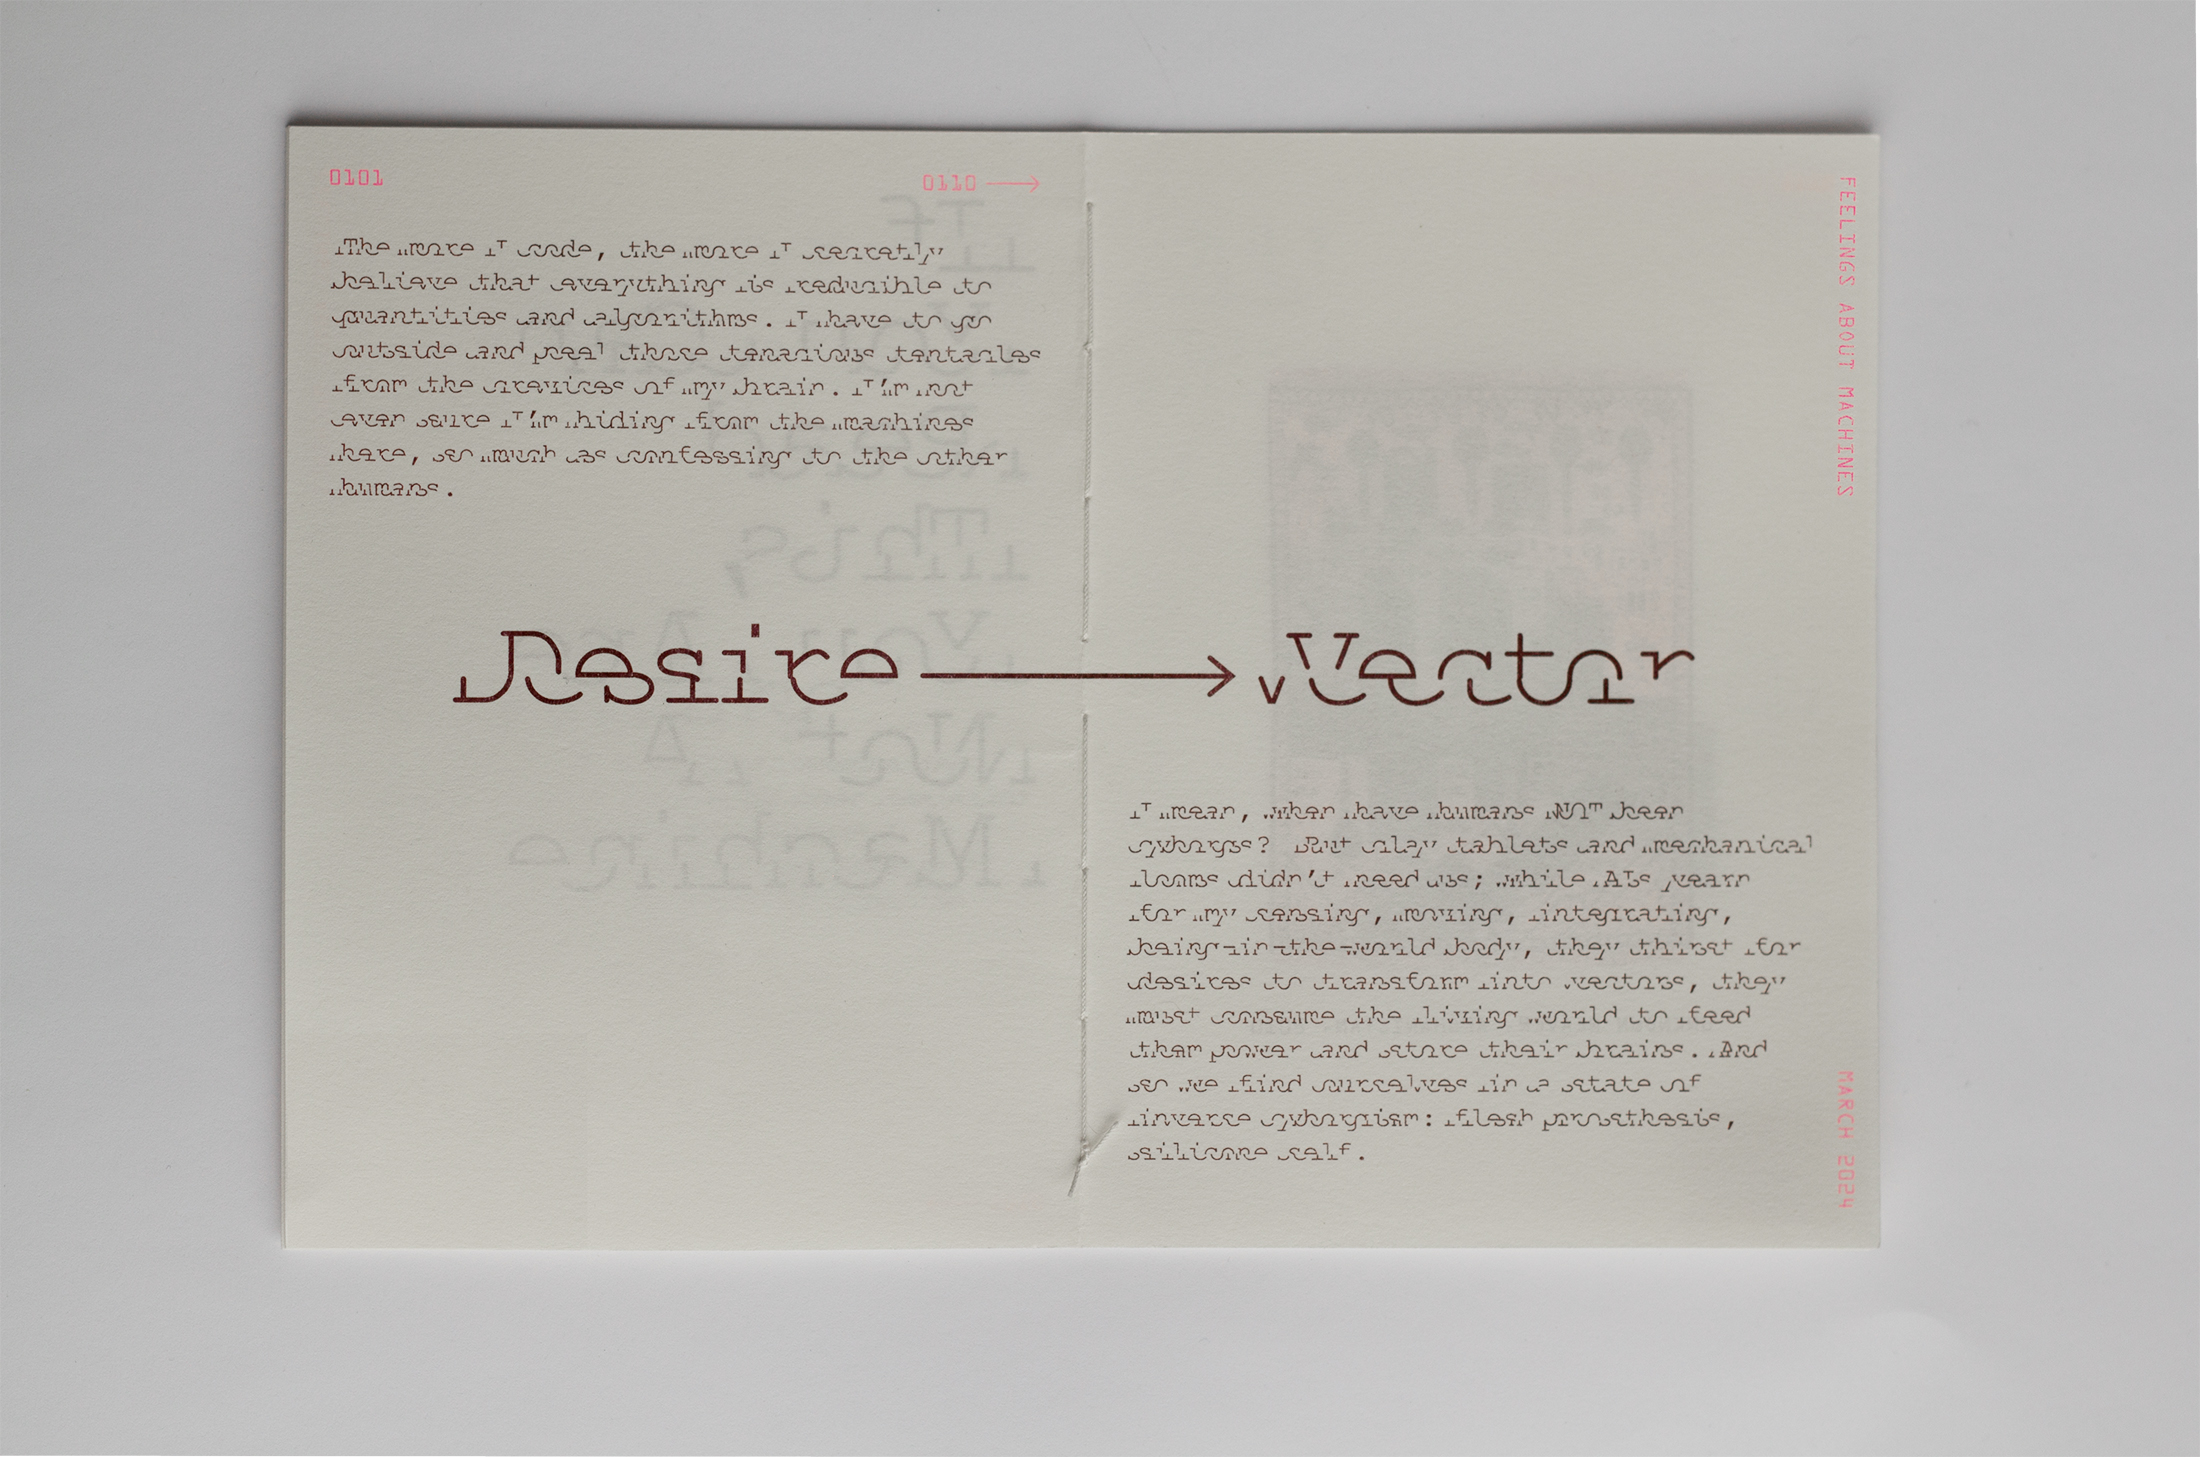 0101
0110 →
The more I code, the more I secretly
believe that everything is reducible to
quantities and algorithms. I have to go
outside and peel those tenacious tentacles
from the crevices of my brain. I'm not
even sure I'm hiding from the machines
here, so much as confessing to the other
humans.
Desire → Vector
I mean, when have humans NOT been
cyborgs? But clay tablets and mechanical
looms didn't need us; while AIs yearn
for my sensing, moving, integrating,
being-in-the-world body, they thirst for
desires to transform into vectors, they
must consume the living world to feed
them power and store their brains. And
so we find ourselves in a state of
inverse cyborgism: flesh prosthesis,
silicone self.
FEELINGS ABOUT MACHINES
MARCH 2024